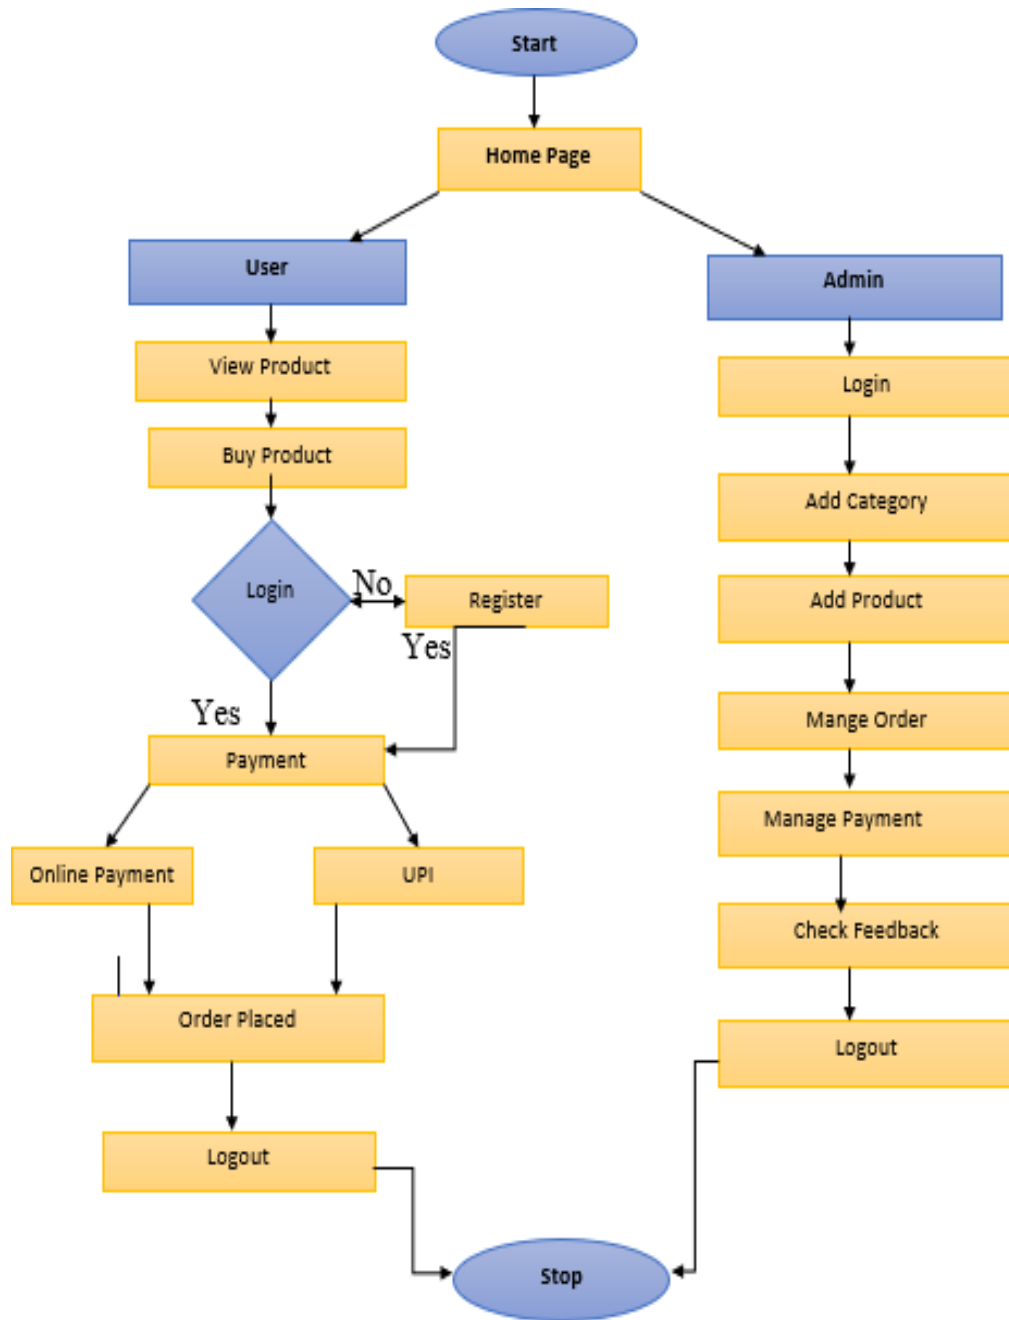 Start
Home Page
User
Admin
View Product
Login
Buy Product
Add Category
Login
No
Register
Add Product
Yes
Yes
Mange Order
Payment
Manage Payment
Online Payment
UPI
Check Feedback
Order Placed
Logout
Logout
Stop